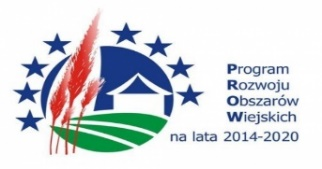 Program
Rozwoju
Obszarów
Wiejskich
na lata 2014-2020